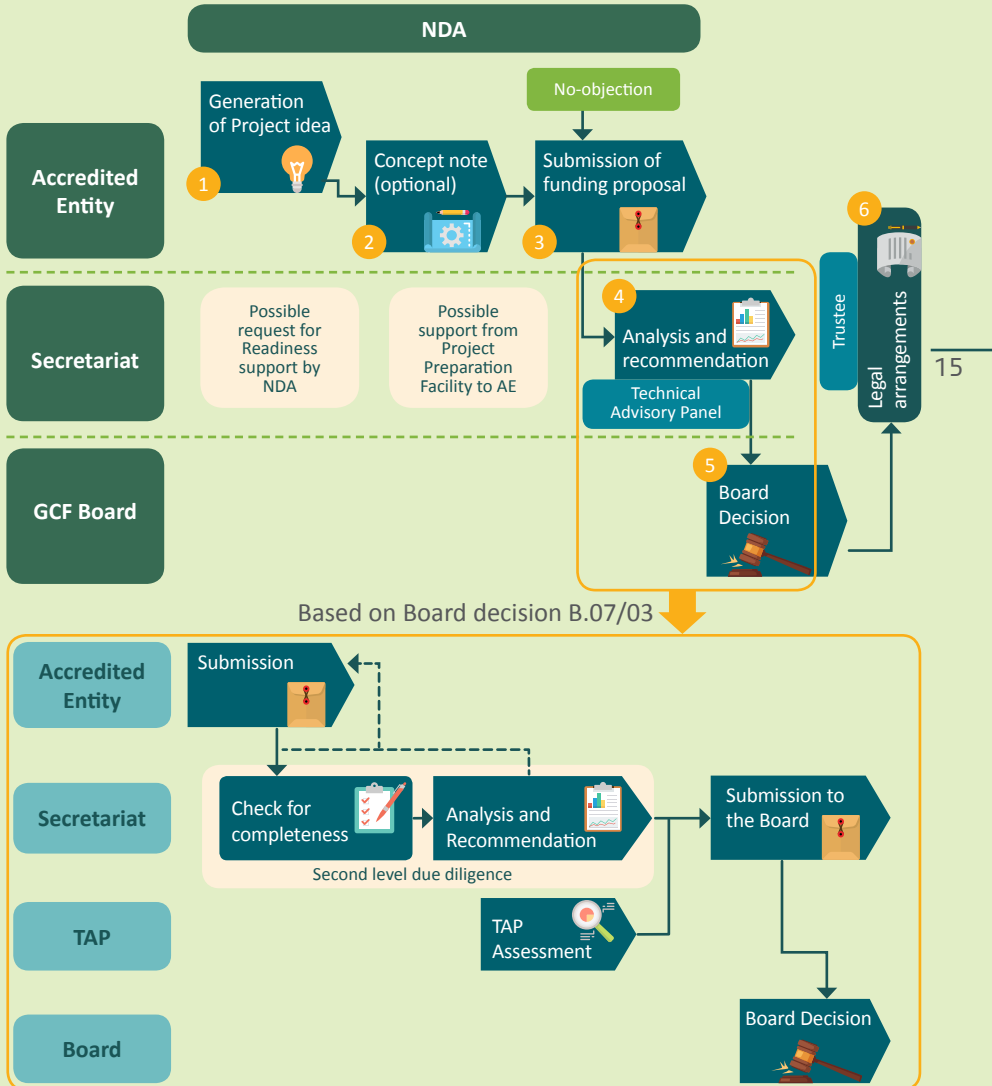 NDA
No-objection
Generation
of Project idea
1
Accredited
Entity
Concept note
(optional)
2
Submission of
funding proposal
3
6
Legal
arrangements
Trustee
Secretariat
Possible
request for
Readiness
support by
NDA
Possible
support from
Project
Preparation
Facility to AE
4
Analysis and
recommendation
Technical
Advisory Panel
15
GCF Board
5
Board
Decision
Based on Board decision B.07/03
Accredited
Entity
Submission
Secretariat
Check for
completeness
Analysis and
Recommendation
Second level due diligence
Submission to
the Board
TAP
TAP
Assessment
Board
Board Decision